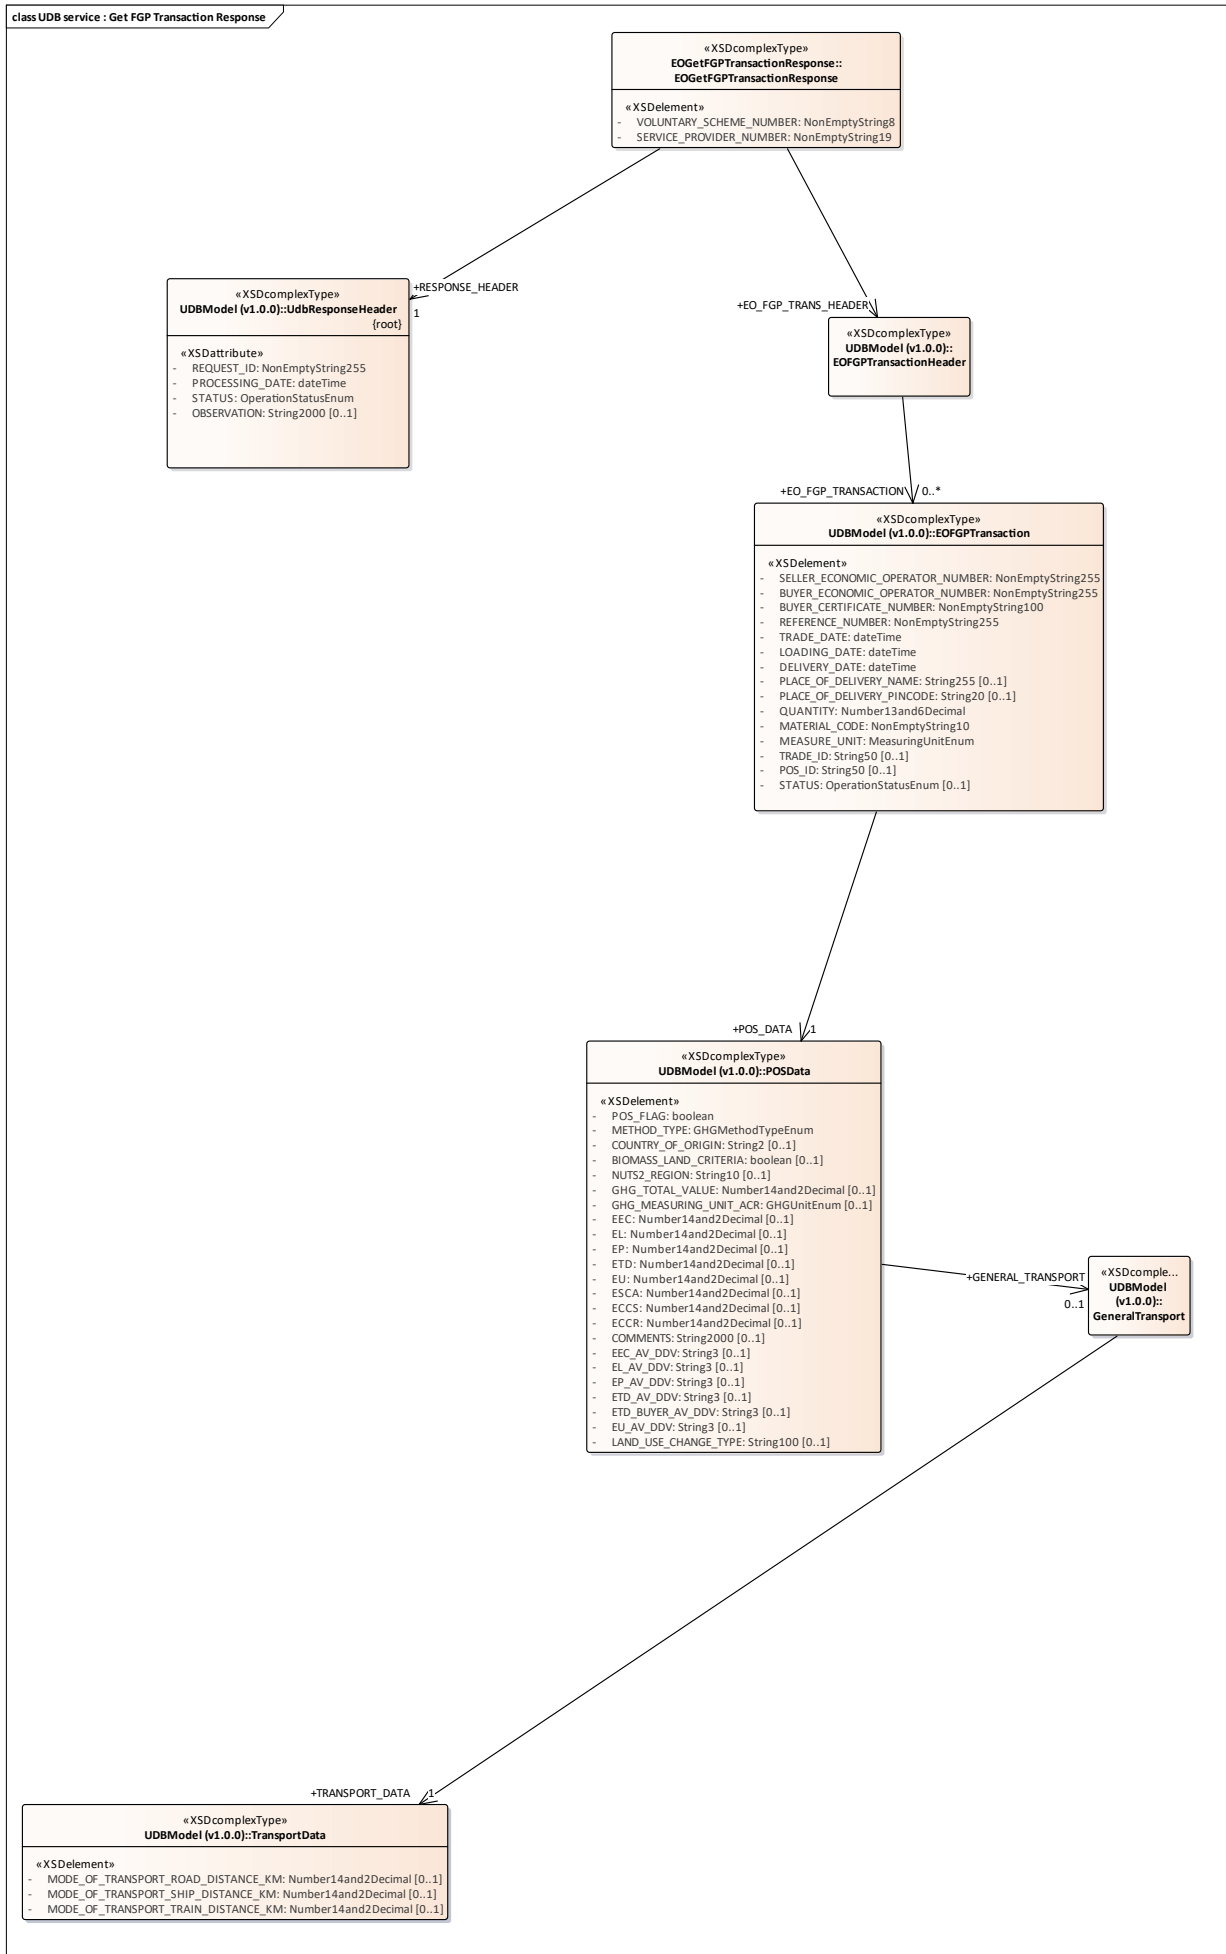 class UDB service : Get FGP Transaction Response
«XSDcomplexType»
EOGetFGPTransactionResponse::
EOGetFGPTransactionResponse
«XSDelement»
- VOLUNTARY_SCHEME_NUMBER: NonEmptyString8
- SERVICE_PROVIDER_NUMBER: NonEmptyString19
+RESPONSE_HEADER
1
«XSDcomplexType»
UDBModel (v1.0.0)::UdbResponseHeader
{root}
«XSDattribute»
- REQUEST_ID: NonEmptyString255
- PROCESSING_DATE: dateTime
- STATUS: OperationStatusEnum
- OBSERVATION: String2000 [0..1]
+EO_FGP_TRANS_HEADER
«XSDcomplexType»
UDBModel (v1.0.0)::
EOFGPTransactionHeader
+EO_FGP_TRANSACTION 0..*
«XSDcomplexType»
UDBModel (v1.0.0)::EOFGPTransaction
«XSDelement»
- SELLER_ECONOMIC_OPERATOR_NUMBER: NonEmptyString255
- BUYER_ECONOMIC_OPERATOR_NUMBER: NonEmptyString255
- BUYER_CERTIFICATE_NUMBER: NonEmptyString100
- REFERENCE_NUMBER: NonEmptyString255
- TRADE_DATE: dateTime
- LOADING_DATE: dateTime
- DELIVERY_DATE: dateTime
- PLACE_OF_DELIVERY_NAME: String255 [0..1]
- PLACE_OF_DELIVERY_PINCODE: String20 [0..1]
- QUANTITY: Number13and6Decimal
- MATERIAL_CODE: NonEmptyString10
- MEASURE_UNIT: MeasuringUnitEnum
- TRADE_ID: String50 [0..1]
- POS_ID: String50 [0..1]
- STATUS: OperationStatusEnum [0..1]
+POS_DATA 1
«XSDcomplexType»
UDBModel (v1.0.0)::POSData
«XSDelement»
- POS_FLAG: boolean
- METHOD_TYPE: GHGMethodTypeEnum
- COUNTRY_OF_ORIGIN: String2 [0..1]
- BIOMASS_LAND_CRITERIA: boolean [0..1]
- NUTS2_REGION: String10 [0..1]
- GHG_TOTAL_VALUE: Number14and2Decimal [0..1]
- GHG_MEASURING_UNIT_ACR: GHGUnitEnum [0..1]
- EEC: Number14and2Decimal [0..1]
- EL: Number14and2Decimal [0..1]
- EP: Number14and2Decimal [0..1]
- ETD: Number14and2Decimal [0..1]
- EU: Number14and2Decimal [0..1]
- ESCA: Number14and2Decimal [0..1]
- ECCS: Number14and2Decimal [0..1]
- ECCR: Number14and2Decimal [0..1]
- COMMENTS: String2000 [0..1]
- EEC_AV_DDV: String3 [0..1]
- EL_AV_DDV: String3 [0..1]
- EP_AV_DDV: String3 [0..1]
- ETD_AV_DDV: String3 [0..1]
- ETD_BUYER_AV_DDV: String3 [0..1]
- EU_AV_DDV: String3 [0..1]
- LAND_USE_CHANGE_TYPE: String100 [0..1]
+GENERAL_TRANSPORT
0..1
«XSDcomple...
UDBModel
(v1.0.0)::
GeneralTransport
+TRANSPORT_DATA 1
«XSDcomplexType»
UDBModel (v1.0.0)::TransportData
«XSDelement»
- MODE_OF_TRANSPORT_ROAD_DISTANCE_KM: Number14and2Decimal [0..1]
- MODE_OF_TRANSPORT_SHIP_DISTANCE_KM: Number14and2Decimal [0..1]
- MODE_OF_TRANSPORT_TRAIN_DISTANCE_KM: Number14and2Decimal [0..1]